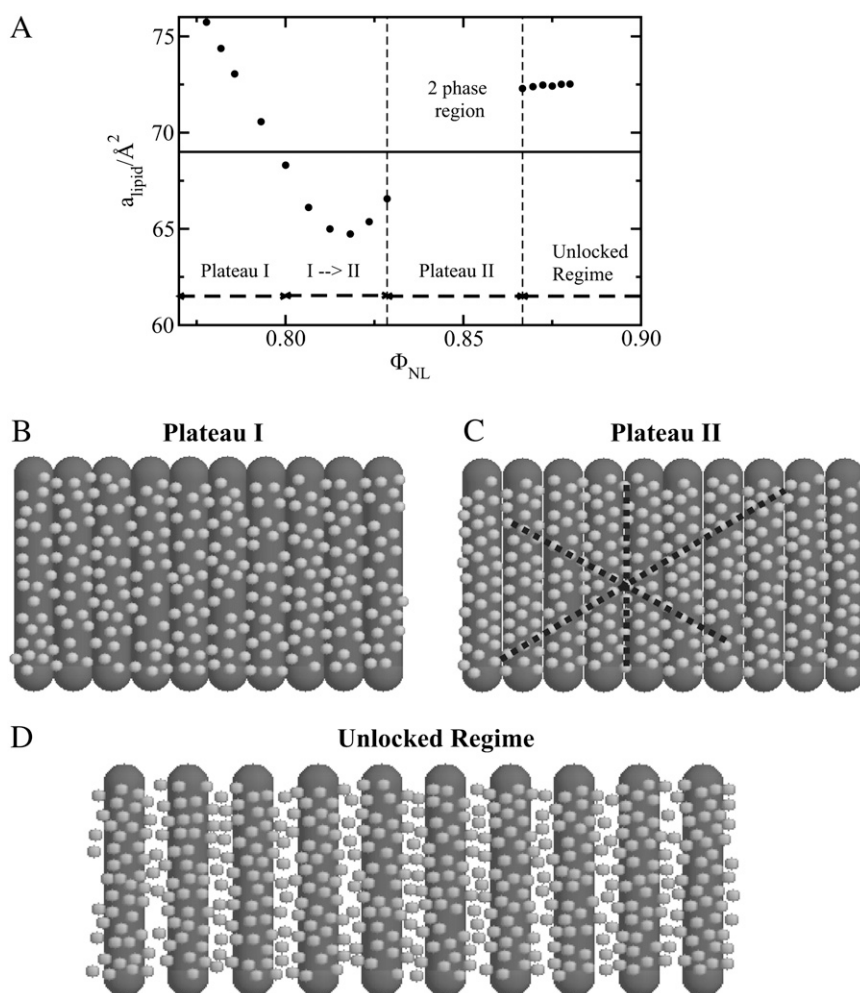 A
75
70
65
60
a_lipid/Å²
2 phase
region
Plateau I
I --> II
Plateau II
Unlocked
Regime
0.80
0.85
0.90
Φ_NL
B
Plateau I
C
Plateau II
D
Unlocked Regime